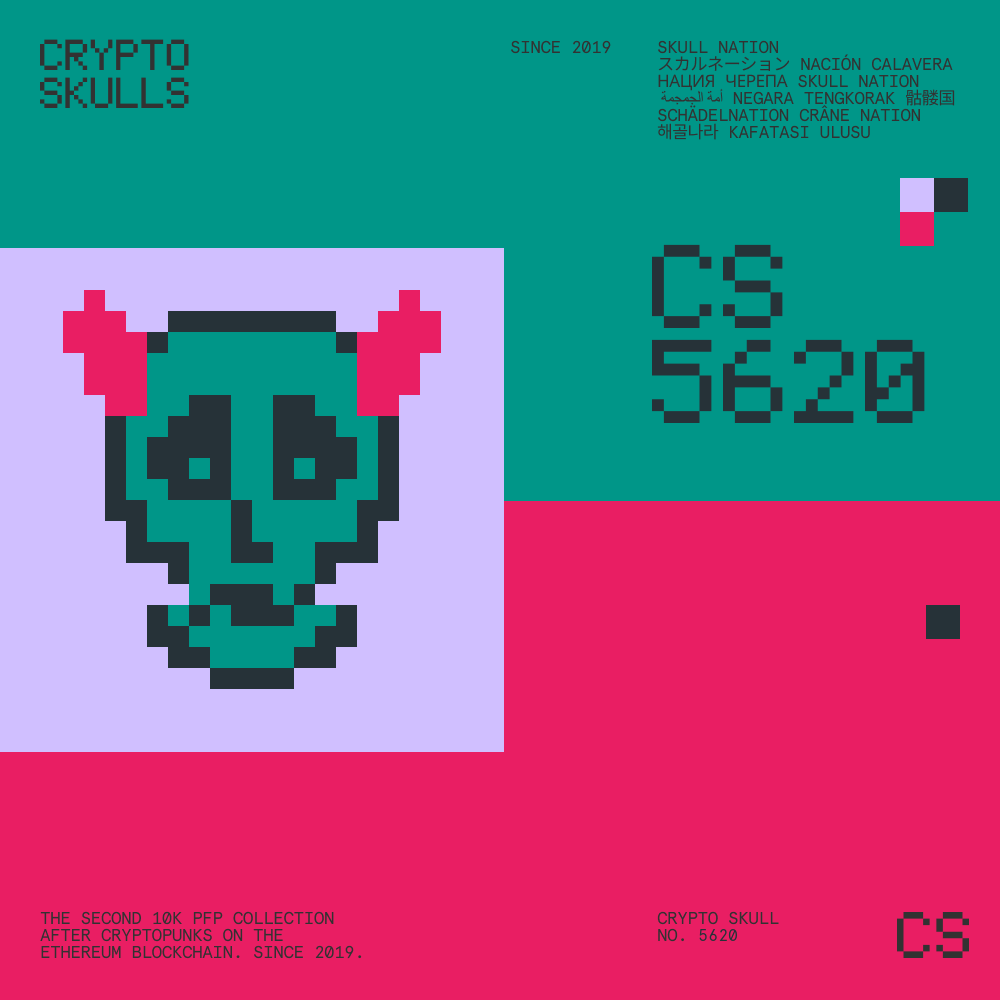 CRYPTO
SKULLS
SINCE 2019
SKULL NATION
スカルネーション NACIÓN CALAVERA
НАЦИЯ ЧЕРЕПА SKULL NATION
أمة الجمجمة NEGARA TENGKORAK 骷髅国
SCHÄDELNATION CRÂNE NATION
해골나라 KAFATASI ULUSU
CS
5620
THE SECOND 10K PFP COLLECTION
AFTER CRYPTOPUNKS ON THE
ETHEREUM BLOCKCHAIN. SINCE 2019.
CRYPTO SKULL
NO. 5620
CS